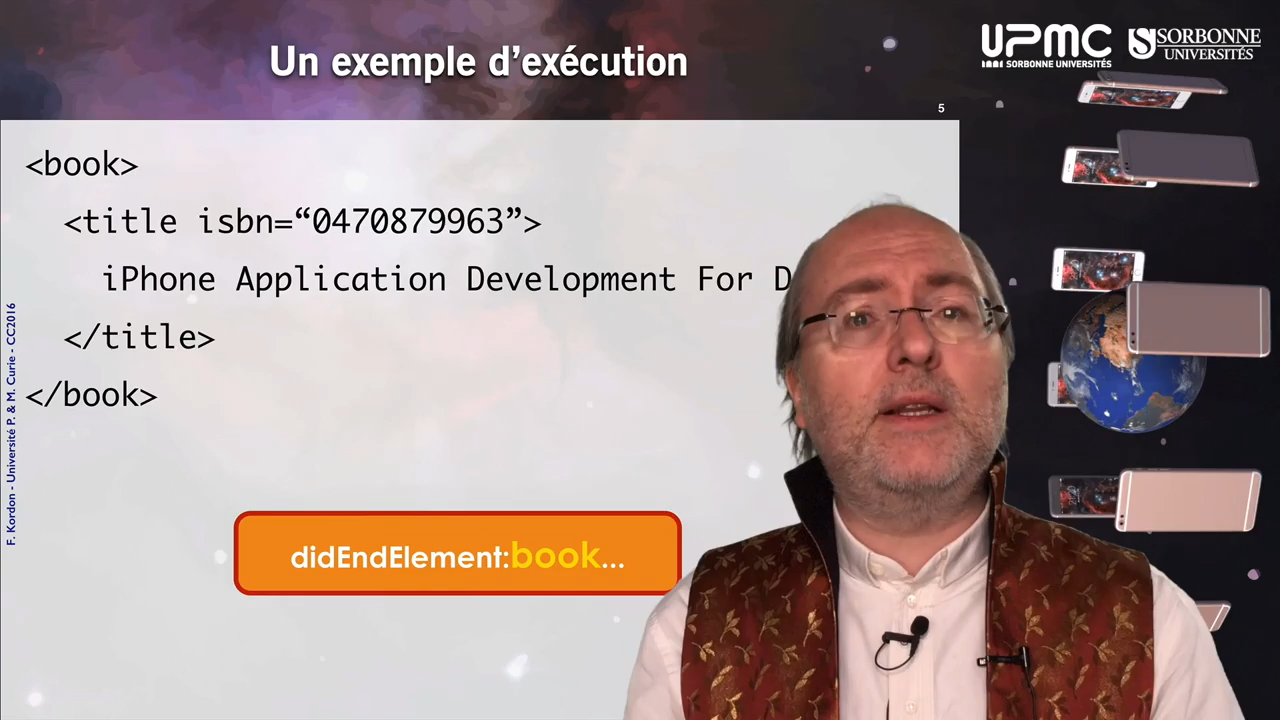 Un exemple d’exécution
UPMC
SORBONNE UNIVERSITÉS
SORBONNE
UNIVERSITÉS
5
<book>
<title isbn=“0470879963”>
iPhone Application Development For D
</title>
</book>
didEndElement:book...
F. Kordon - Université P. & M. Curie - CC2016